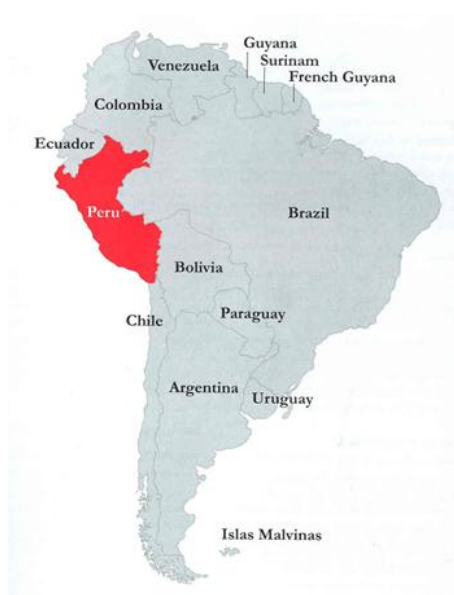 Guyana
Surinam
French Guyana
Venezuela
Colombia
Ecuador
Peru
Brazil
Bolivia
Chile
Paraguay
Argentina
Uruguay
Islas Malvinas